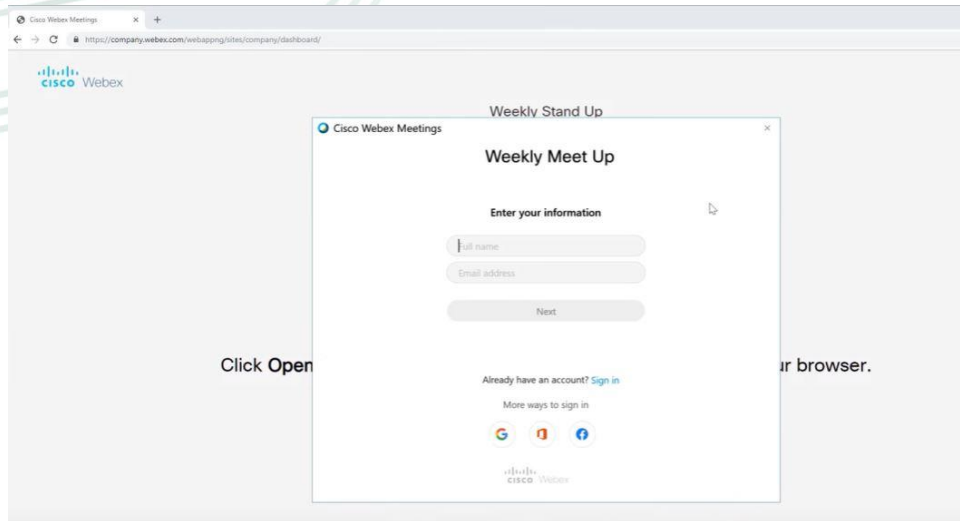 Cisco Webex Meetings
https://company.webex.com/webappng/sites/company/dashboard/
CISCO Webex
Weekly Stand Up
Cisco Webex Meetings
Weekly Meet Up
Enter your information
Full name
Email address
Next
Click Open
ur browser.
Already have an account? Sign in
More ways to sign in
CISCO Webex